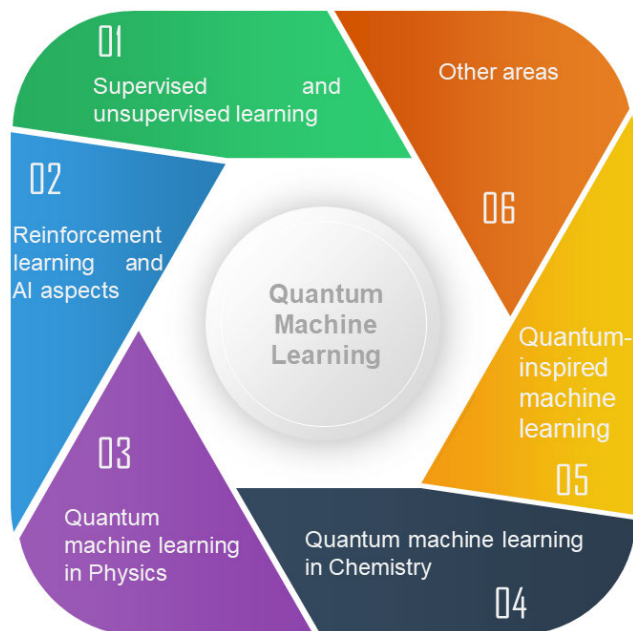 01
Supervised and
unsupervised learning
02
Reinforcement
learning and
AI aspects
03
Quantum
machine learning
in Physics
Quantum machine learning
in Chemistry
04
Quantum-
inspired
machine
learning
05
Other areas
06
Quantum
Machine
Learning